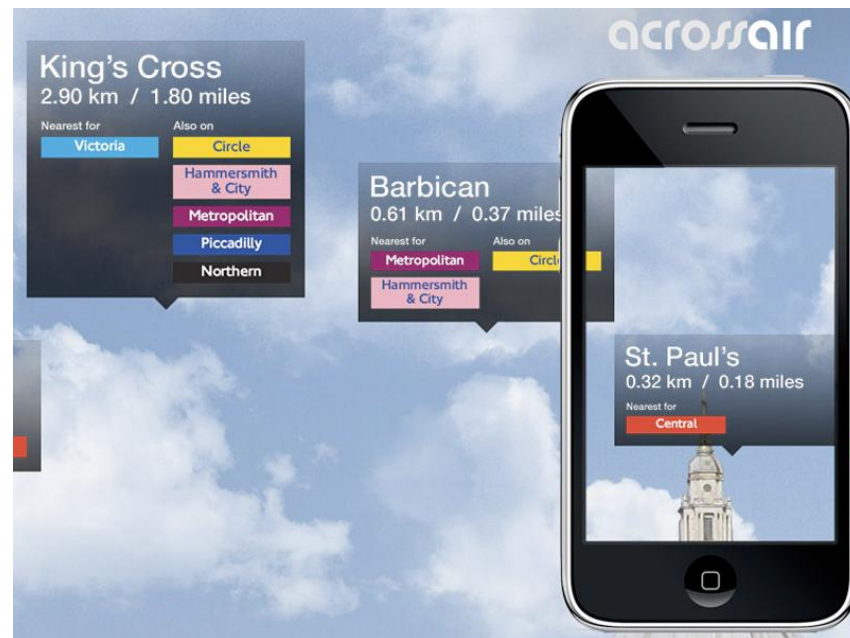 acrossair
King's Cross
2.90 km / 1.80 miles
Nearest for
Also on
Victoria
Circle
Hammersmith
& City
Metropolitan
Piccadilly
Northern
Barbican
0.61 km / 0.37 miles
Nearest for
Also on
Metropolitan
Circle
Hammersmith
& City
St. Paul's
0.32 km / 0.18 miles
Nearest for
Central